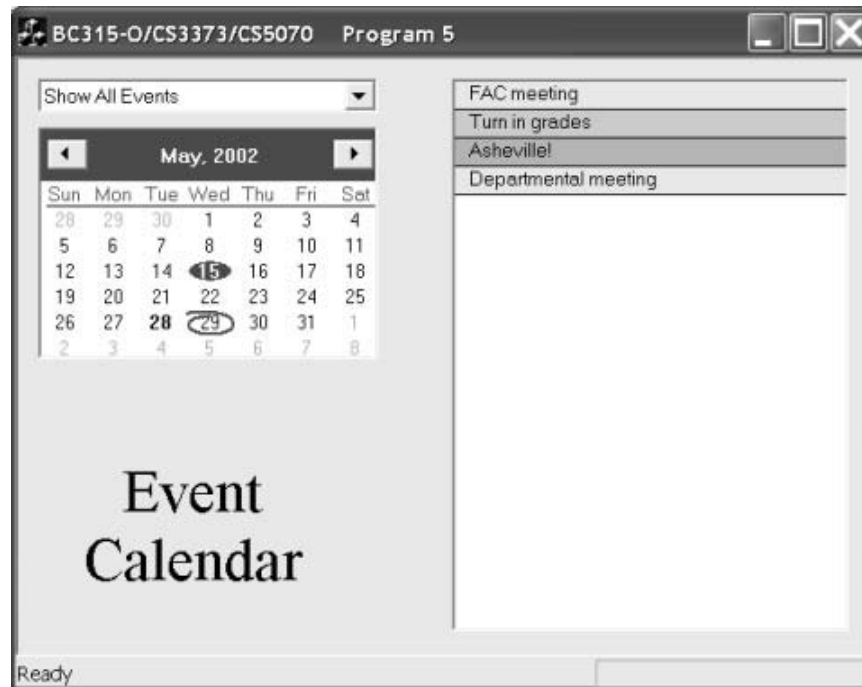 BC315-O/CS3373/CS5070 Program 5
Show All Events
May, 2002
Sun Mon Tue Wed Thu Fri Sat
28 29 30 1 2 3 4
5 6 7 8 9 10 11
12 13 14 15 16 17 18
19 20 21 22 23 24 25
26 27 28 29 30 31 1
2 3 4 5 6 7 8
Event
Calendar
FAC meeting
Turn in grades
Asheville!
Departmental meeting
Ready